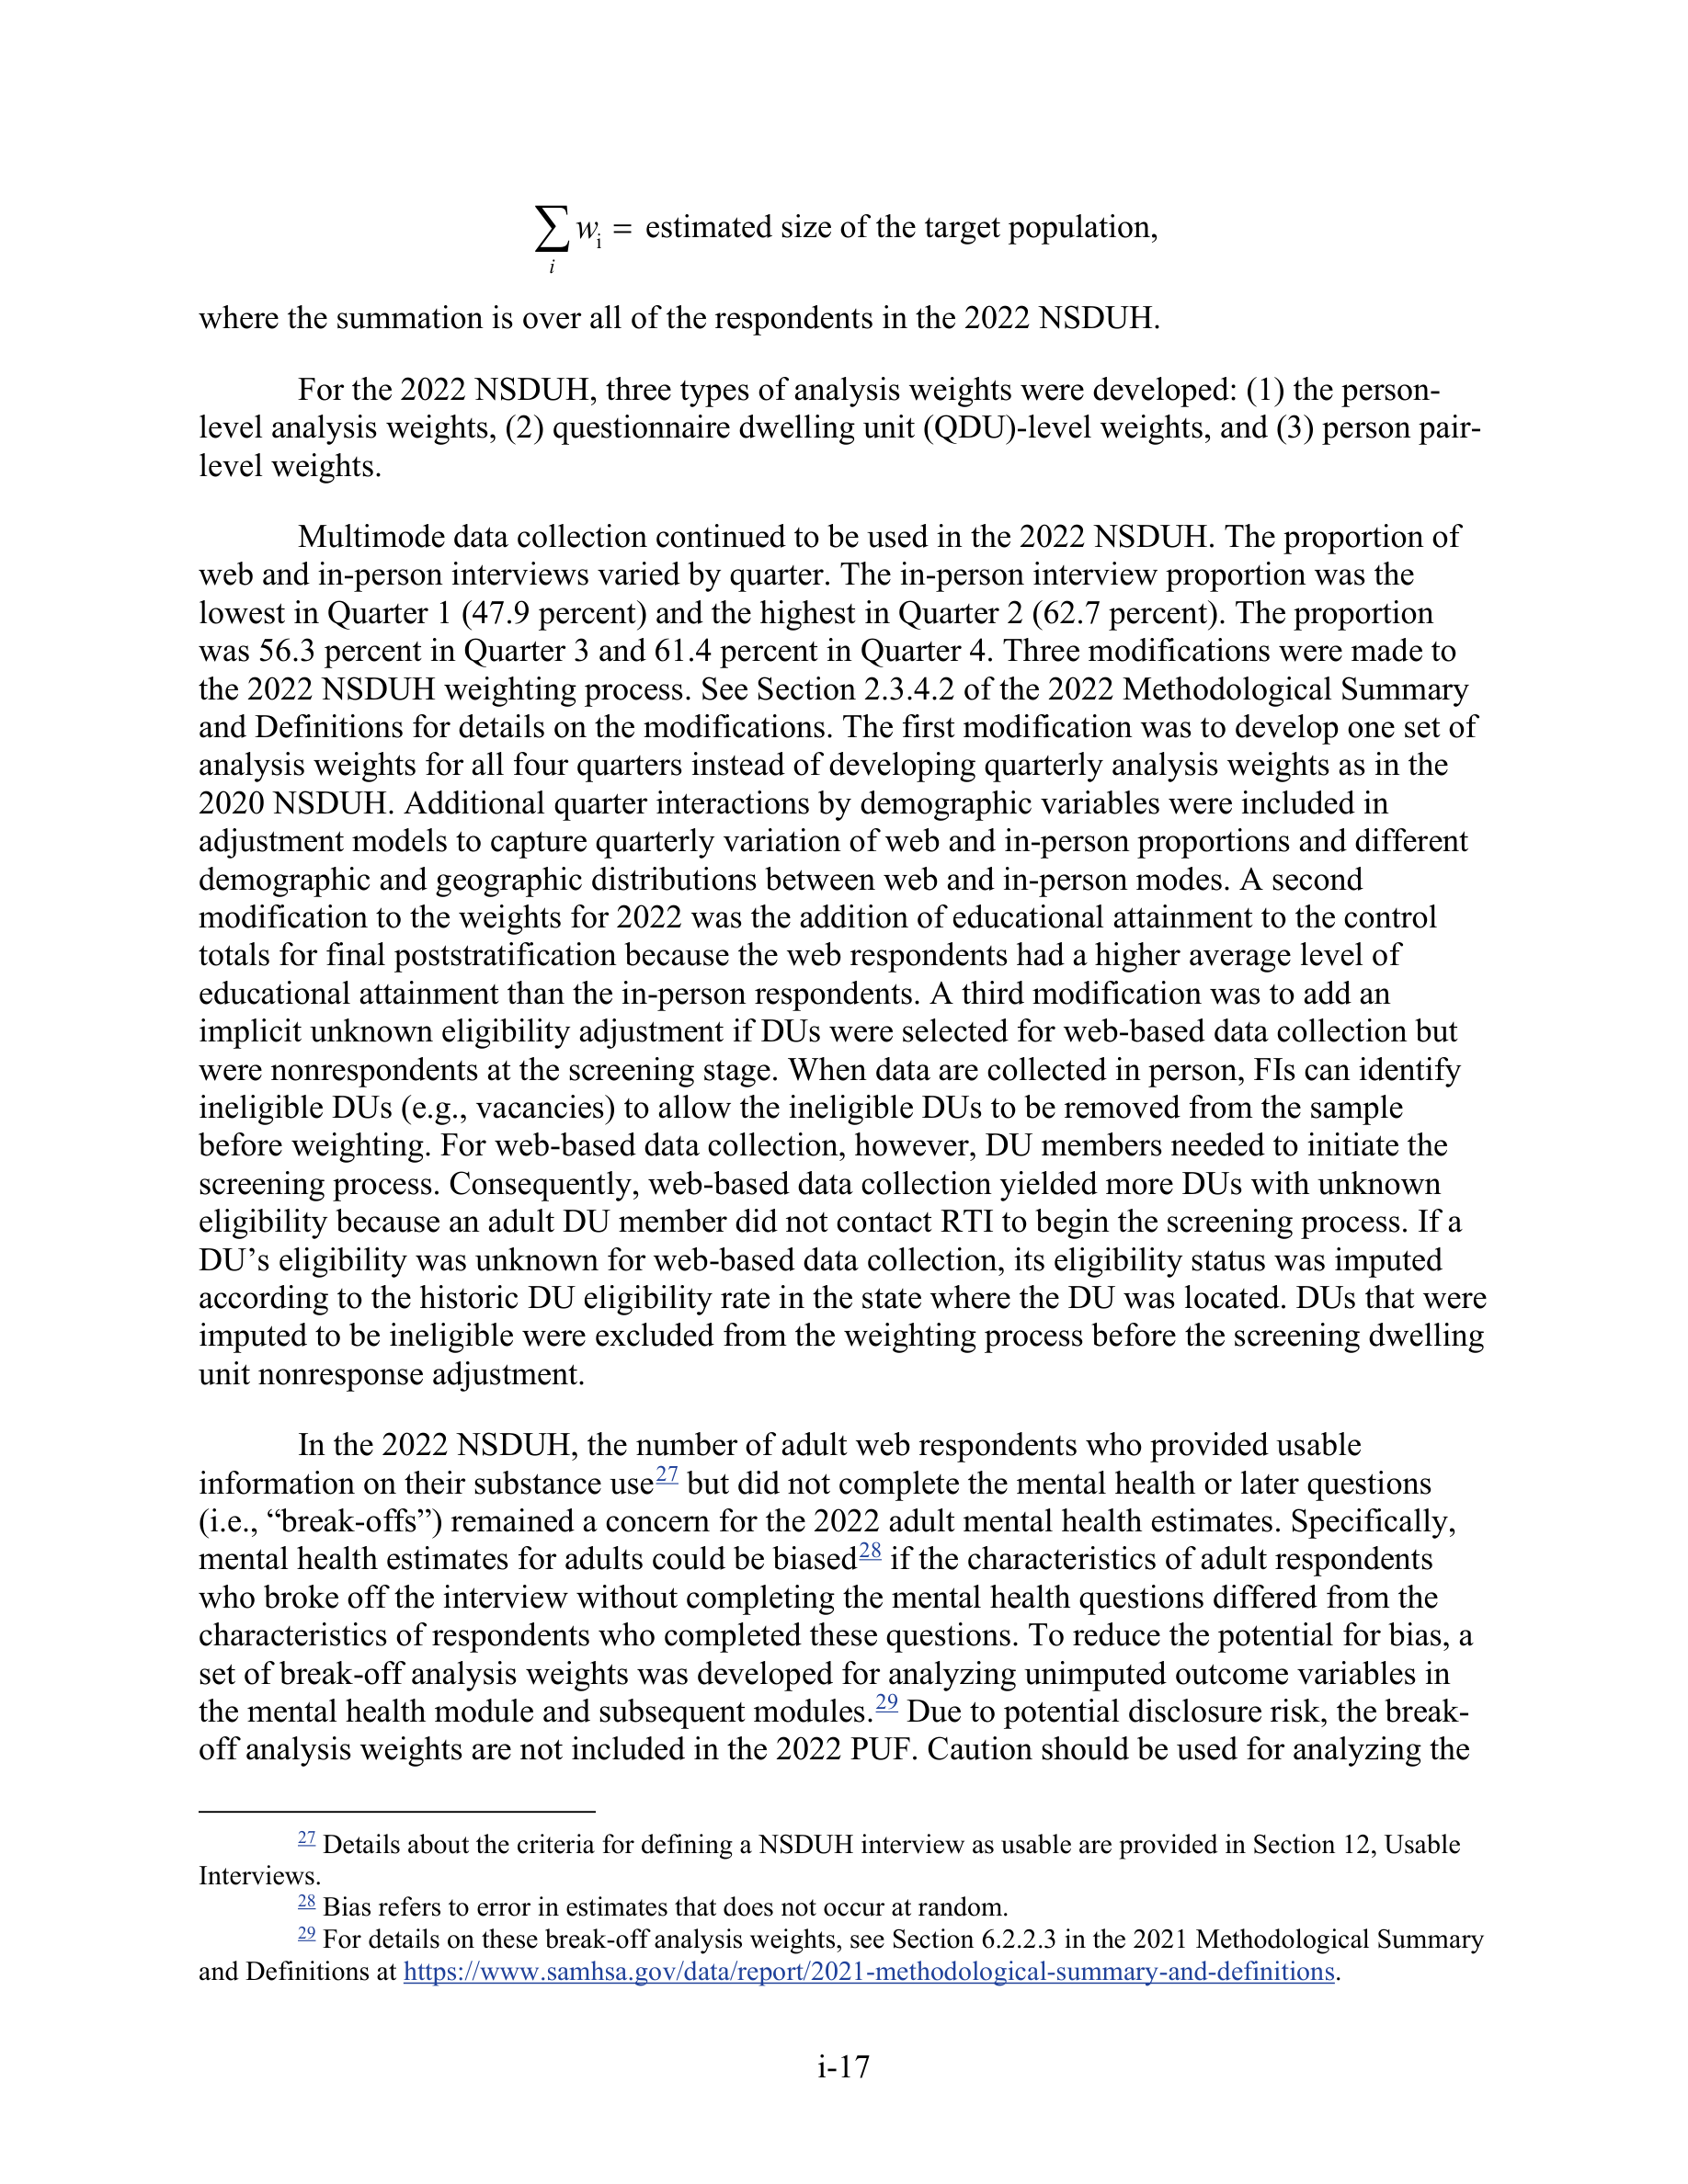 ∑ wi = estimated size of the target population,
i
where the summation is over all of the respondents in the 2022 NSDUH.
For the 2022 NSDUH, three types of analysis weights were developed: (1) the person-
level analysis weights, (2) questionnaire dwelling unit (QDU)-level weights, and (3) person pair-
level weights.
Multimode data collection continued to be used in the 2022 NSDUH. The proportion of
web and in-person interviews varied by quarter. The in-person interview proportion was the
lowest in Quarter 1 (47.9 percent) and the highest in Quarter 2 (62.7 percent). The proportion
was 56.3 percent in Quarter 3 and 61.4 percent in Quarter 4. Three modifications were made to
the 2022 NSDUH weighting process. See Section 2.3.4.2 of the 2022 Methodological Summary
and Definitions for details on the modifications. The first modification was to develop one set of
analysis weights for all four quarters instead of developing quarterly analysis weights as in the
2020 NSDUH. Additional quarter interactions by demographic variables were included in
adjustment models to capture quarterly variation of web and in-person proportions and different
demographic and geographic distributions between web and in-person modes. A second
modification to the weights for 2022 was the addition of educational attainment to the control
totals for final poststratification because the web respondents had a higher average level of
educational attainment than the in-person respondents. A third modification was to add an
implicit unknown eligibility adjustment if DUs were selected for web-based data collection but
were nonrespondents at the screening stage. When data are collected in person, FIs can identify
ineligible DUs (e.g., vacancies) to allow the ineligible DUs to be removed from the sample
before weighting. For web-based data collection, however, DU members needed to initiate the
screening process. Consequently, web-based data collection yielded more DUs with unknown
eligibility because an adult DU member did not contact RTI to begin the screening process. If a
DU’s eligibility was unknown for web-based data collection, its eligibility status was imputed
according to the historic DU eligibility rate in the state where the DU was located. DUs that were
imputed to be ineligible were excluded from the weighting process before the screening dwelling
unit nonresponse adjustment.
In the 2022 NSDUH, the number of adult web respondents who provided usable
information on their substance use27 but did not complete the mental health or later questions
(i.e., “break-offs”) remained a concern for the 2022 adult mental health estimates. Specifically,
mental health estimates for adults could be biased28 if the characteristics of adult respondents
who broke off the interview without completing the mental health questions differed from the
characteristics of respondents who completed these questions. To reduce the potential for bias, a
set of break-off analysis weights was developed for analyzing unimputed outcome variables in
the mental health module and subsequent modules.29 Due to potential disclosure risk, the break-
off analysis weights are not included in the 2022 PUF. Caution should be used for analyzing the
27 Details about the criteria for defining a NSDUH interview as usable are provided in Section 12, Usable
Interviews.
28 Bias refers to error in estimates that does not occur at random.
29 For details on these break-off analysis weights, see Section 6.2.2.3 in the 2021 Methodological Summary
and Definitions at https://www.samhsa.gov/data/report/2021-methodological-summary-and-definitions.
i-17